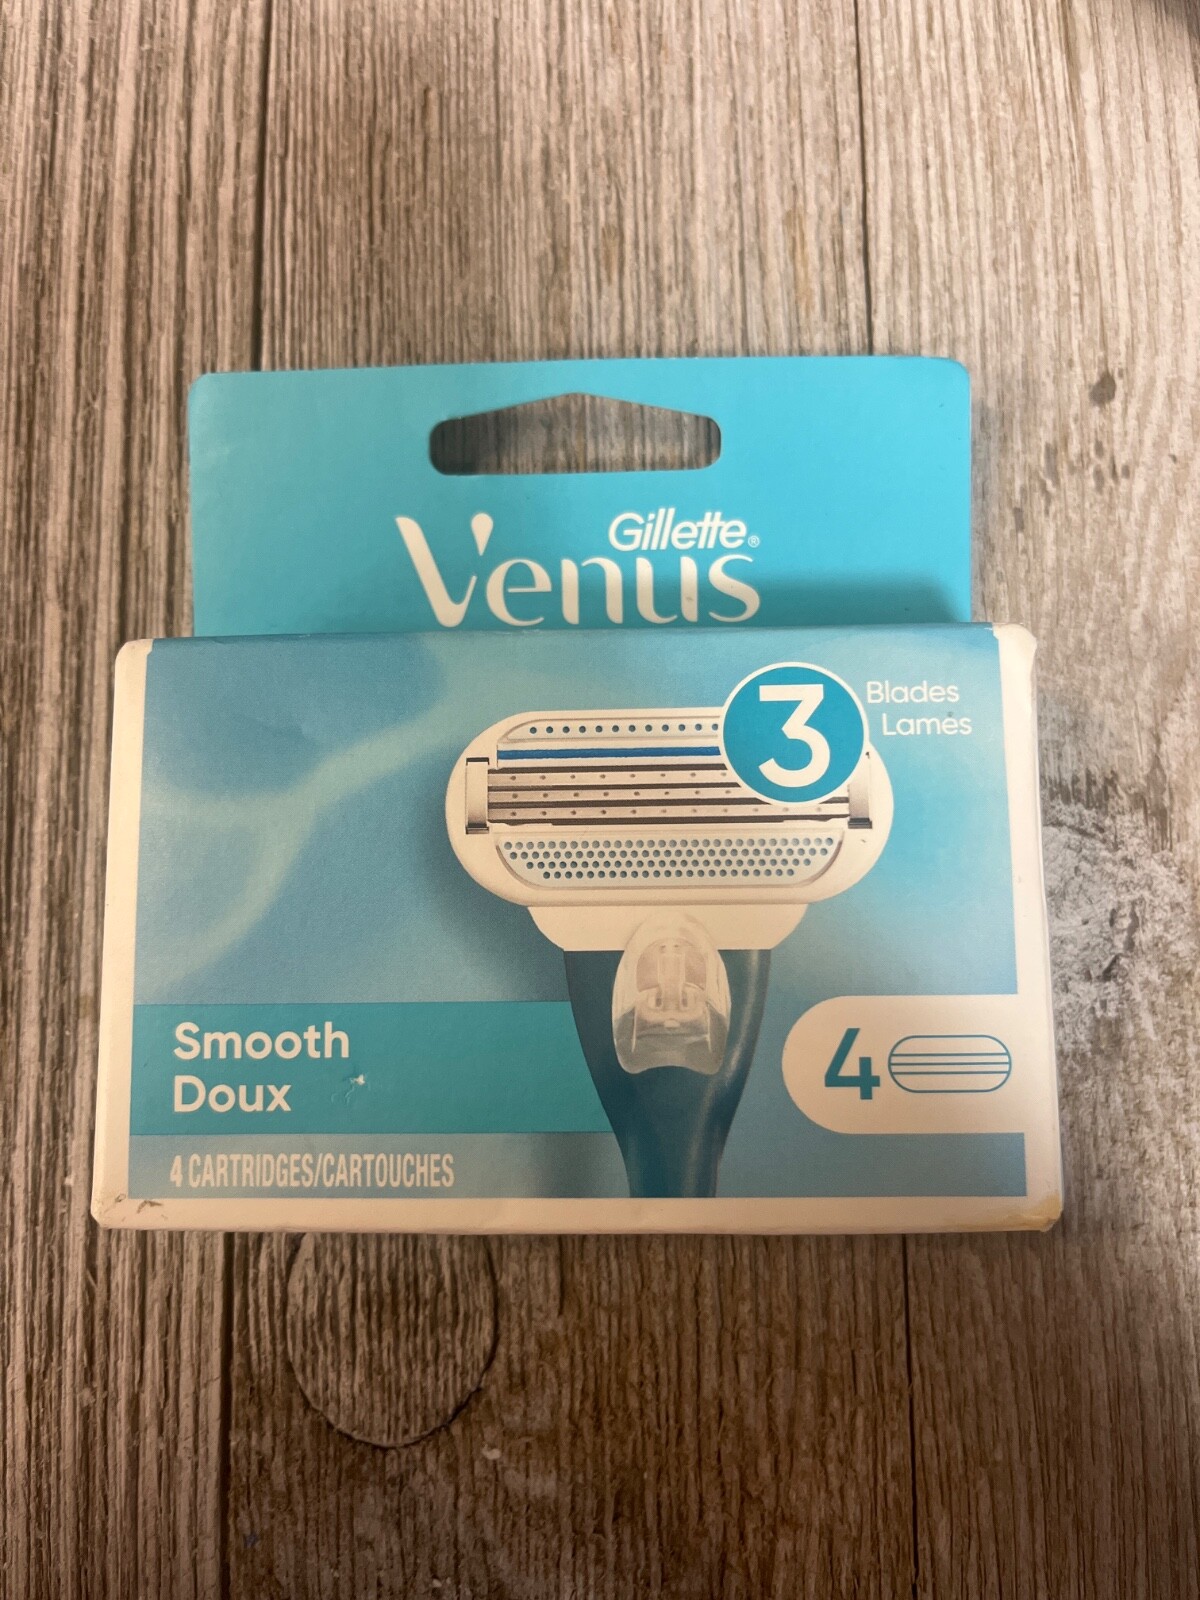 Gillette®
Venus
3
Blades
Lames
Smooth
Doux
4
4 CARTRIDGES/CARTOUCHES